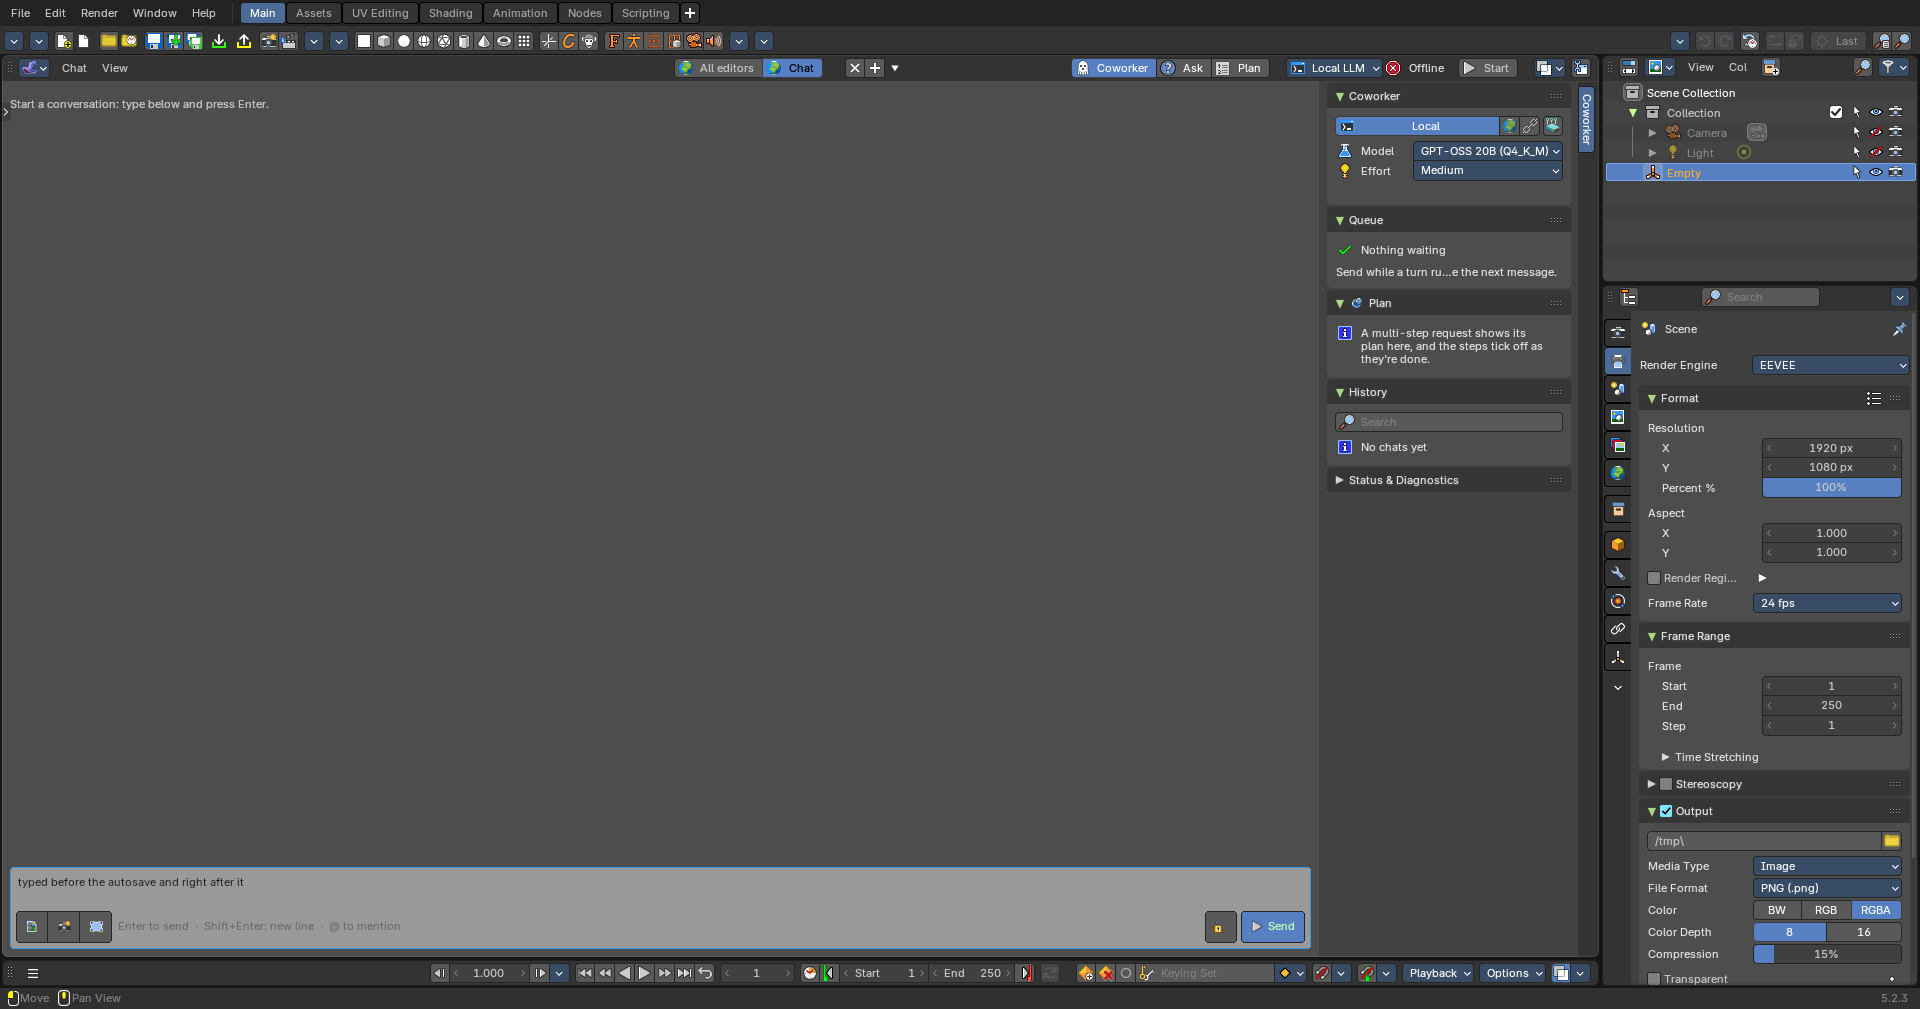 File Edit Render Window Help Main Assets UV Editing Shading Animation Nodes Scripting
Last
Chat View All editors Chat Coworker Ask Plan Local LLM Offline Start
Start a conversation: type below and press Enter.
Coworker
Local
Model GPT-OSS 20B (Q4_K_M)
Effort Medium
Queue
Nothing waiting
Send while a turn ru...e the next message.
Plan
A multi-step request shows its
plan here, and the steps tick off as
they're done.
History
Search
No chats yet
Status & Diagnostics
Coworker
typed before the autosave and right after it
Enter to send · Shift+Enter: new line · @ to mention
Send
View Col
Scene Collection
Collection
Camera
Light
Empty
Search
Scene
Render Engine EEVEE
Format
Resolution
X 1920 px
Y 1080 px
Percent % 100%
Aspect
X 1.000
Y 1.000
Render Regi...
Frame Rate 24 fps
Frame Range
Frame
Start 1
End 250
Step 1
Time Stretching
Stereoscopy
Output
/tmp\
Media Type Image
File Format PNG (.png)
Color BW RGB RGBA
Color Depth 8 16
Compression 15%
Transparent
1.000 1 Start 1 End 250 Keying Set Playback Options
Move Pan View
5.2.3